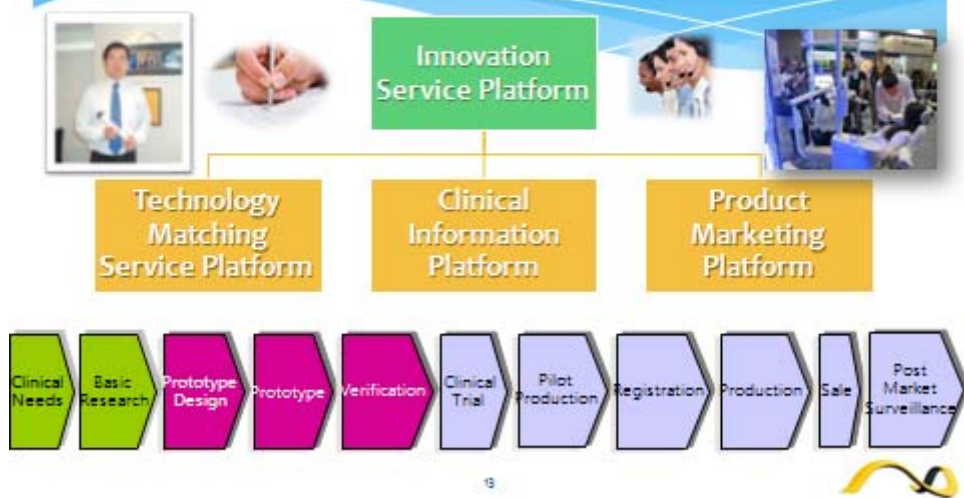 Innovation
Service Platform
Technology
Matching
Service Platform
Clinical
Information
Platform
Product
Marketing
Platform
Clinical
Needs
Basic
Research
Prototype
Design
Prototype
Verification
Clinical
Trial
Pilot
Production
Registration
Production
Sale
Post
Market
Surveillance
13